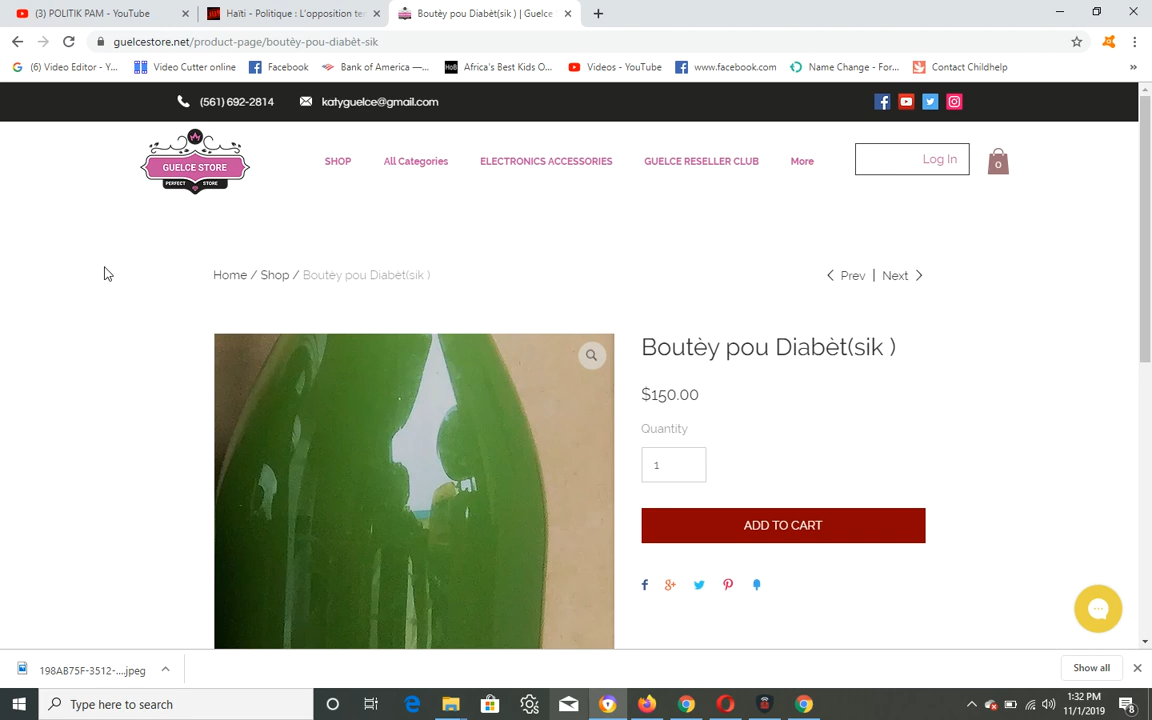 (3) POLITIK PAM - YouTube
Haïti - Politique : L'opposition te
Boutèy pou Diabèt(sik ) | Guelce
guelcestore.net/product-page/boutèy-pou-diabèt-sik
(6) Video Editor - Y...
Video Cutter online
Facebook
Bank of America —...
HoB
Africa's Best Kids O...
Videos - YouTube
www.facebook.com
Name Change - For...
Contact Childhelp
»
(561) 692-2814
katyguelce@gmail.com
GUELCE STORE
PERFECT STORE
SHOP
All Categories
ELECTRONICS ACCESSORIES
GUELCE RESELLER CLUB
More
Log In
0
Home / Shop / Boutèy pou Diabèt(sik )
Prev | Next
Boutèy pou Diabèt(sik )
$150.00
Quantity
1
ADD TO CART
198AB75F-3512-....jpeg
Show all
Type here to search
1:32 PM
11/1/2019
8